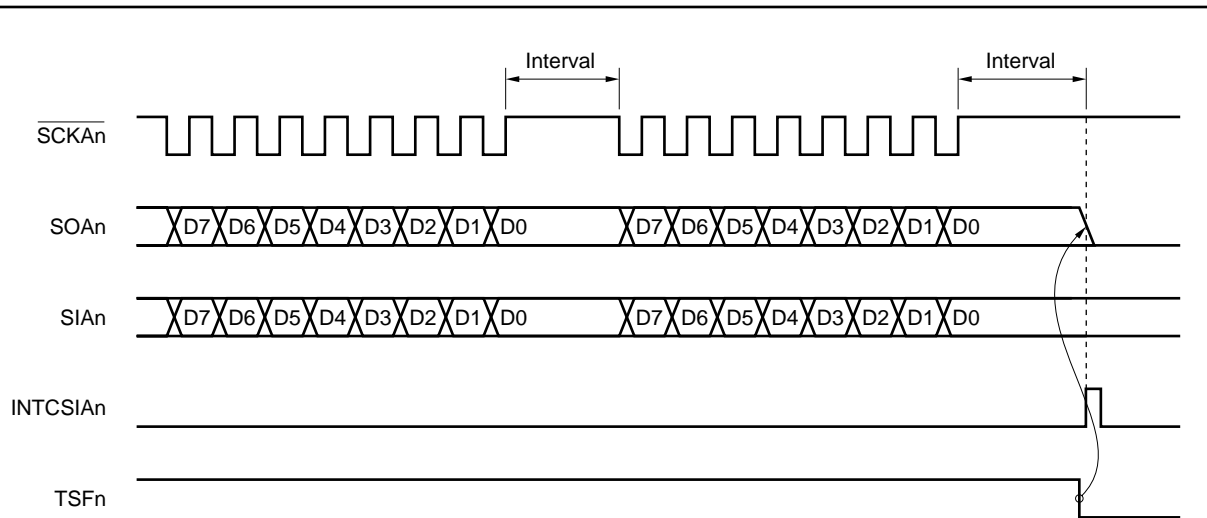 Interval Interval
SCKAn
SOAn D7 D6 D5 D4 D3 D2 D1 D0 D7 D6 D5 D4 D3 D2 D1 D0
SIAn D7 D6 D5 D4 D3 D2 D1 D0 D7 D6 D5 D4 D3 D2 D1 D0
INTCSIAn
TSFn